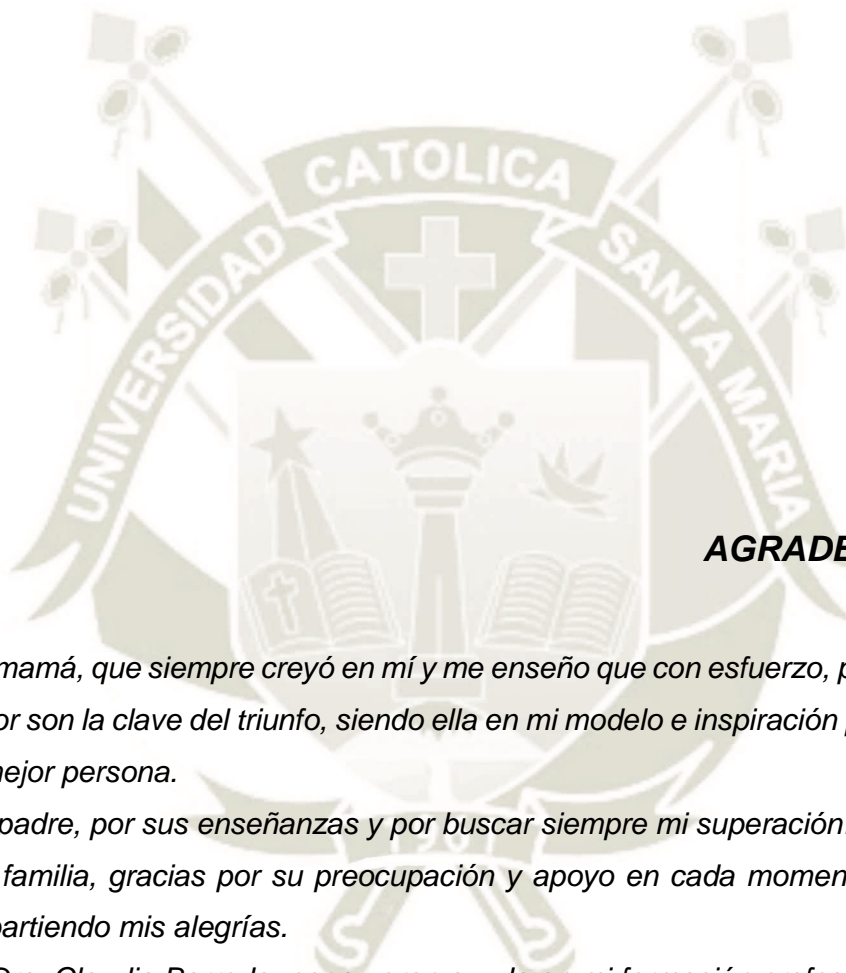 UNIVERSIDAD CATOLICA SANTA MARIA
AGRADE
mamá, que siempre creyó en mí y me enseño que con esfuerzo, p
or son la clave del triunfo, siendo ella en mi modelo e inspiración p
nejor persona.
padre, por sus enseñanzas y por buscar siempre mi superación.
familia, gracias por su preocupación y apoyo en cada momen
partiendo mis alegrías.